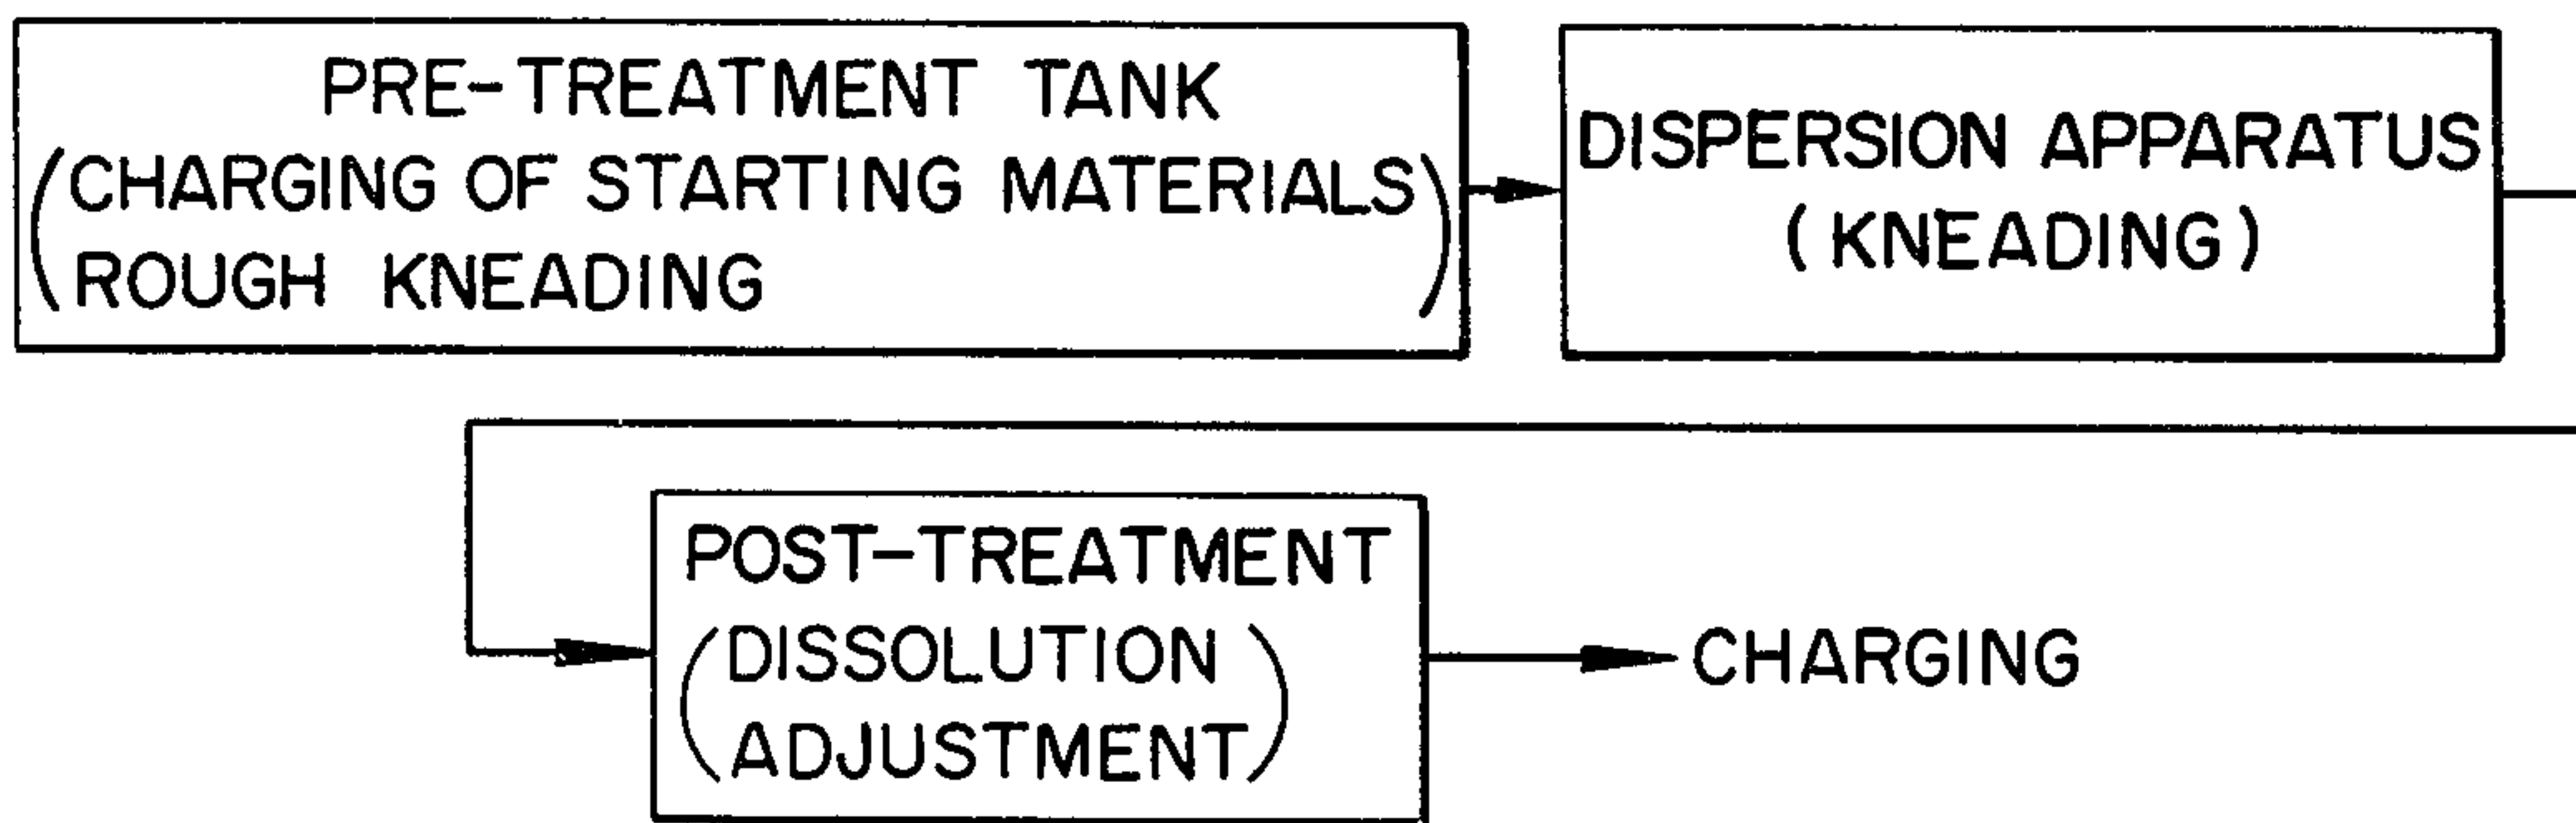 PRE-TREATMENT TANK
(CHARGING OF STARTING MATERIALS
ROUGH KNEADING)
DISPERSION APPARATUS
(KNEADING)
POST-TREATMENT
(DISSOLUTION
ADJUSTMENT)
CHARGING